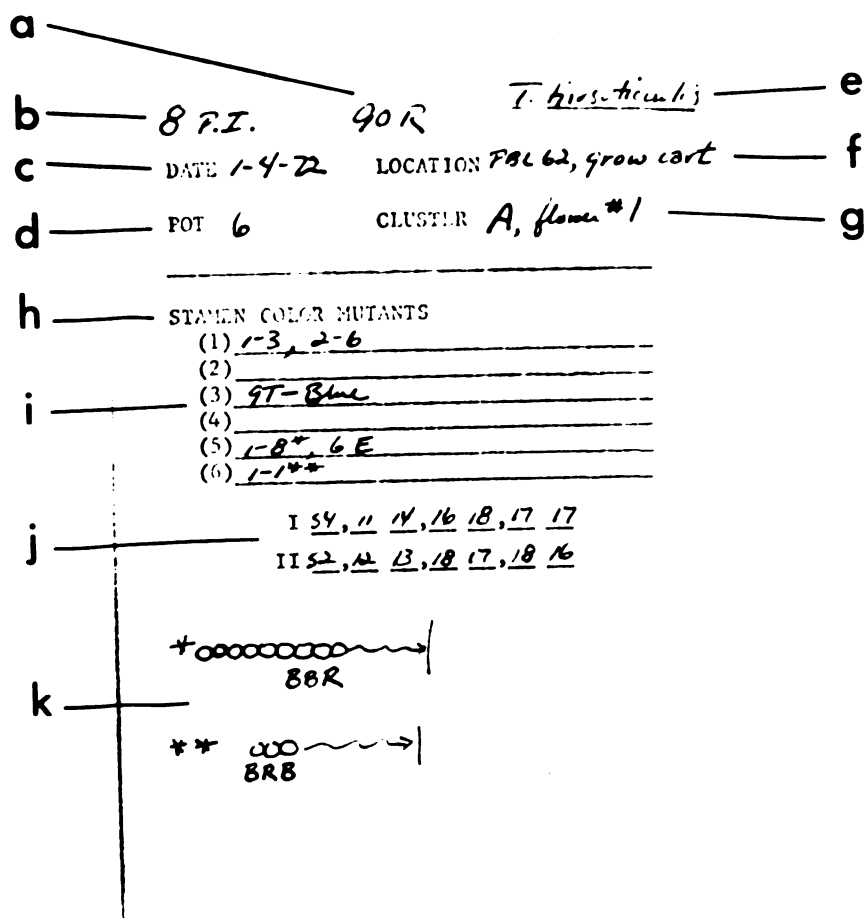 a
T. hirsuticulis e
b 8 P.I. 90 R
c DATE 1-4-72 LOCATION FBL 62, grow cart f
d POT 6 CLUSTER A, flower #1 g
h STAMEN COLOR MUTANTS
(1) 1-3, 2-6
(2)
i (3) 9T-Blue
(4)
(5) 1-8*, 6E
(6) 1-1**
I 54, 11 14, 16 18, 17 17
j
II 52, 12 13, 18 17, 18 16
*
BBR
k
**
BRB